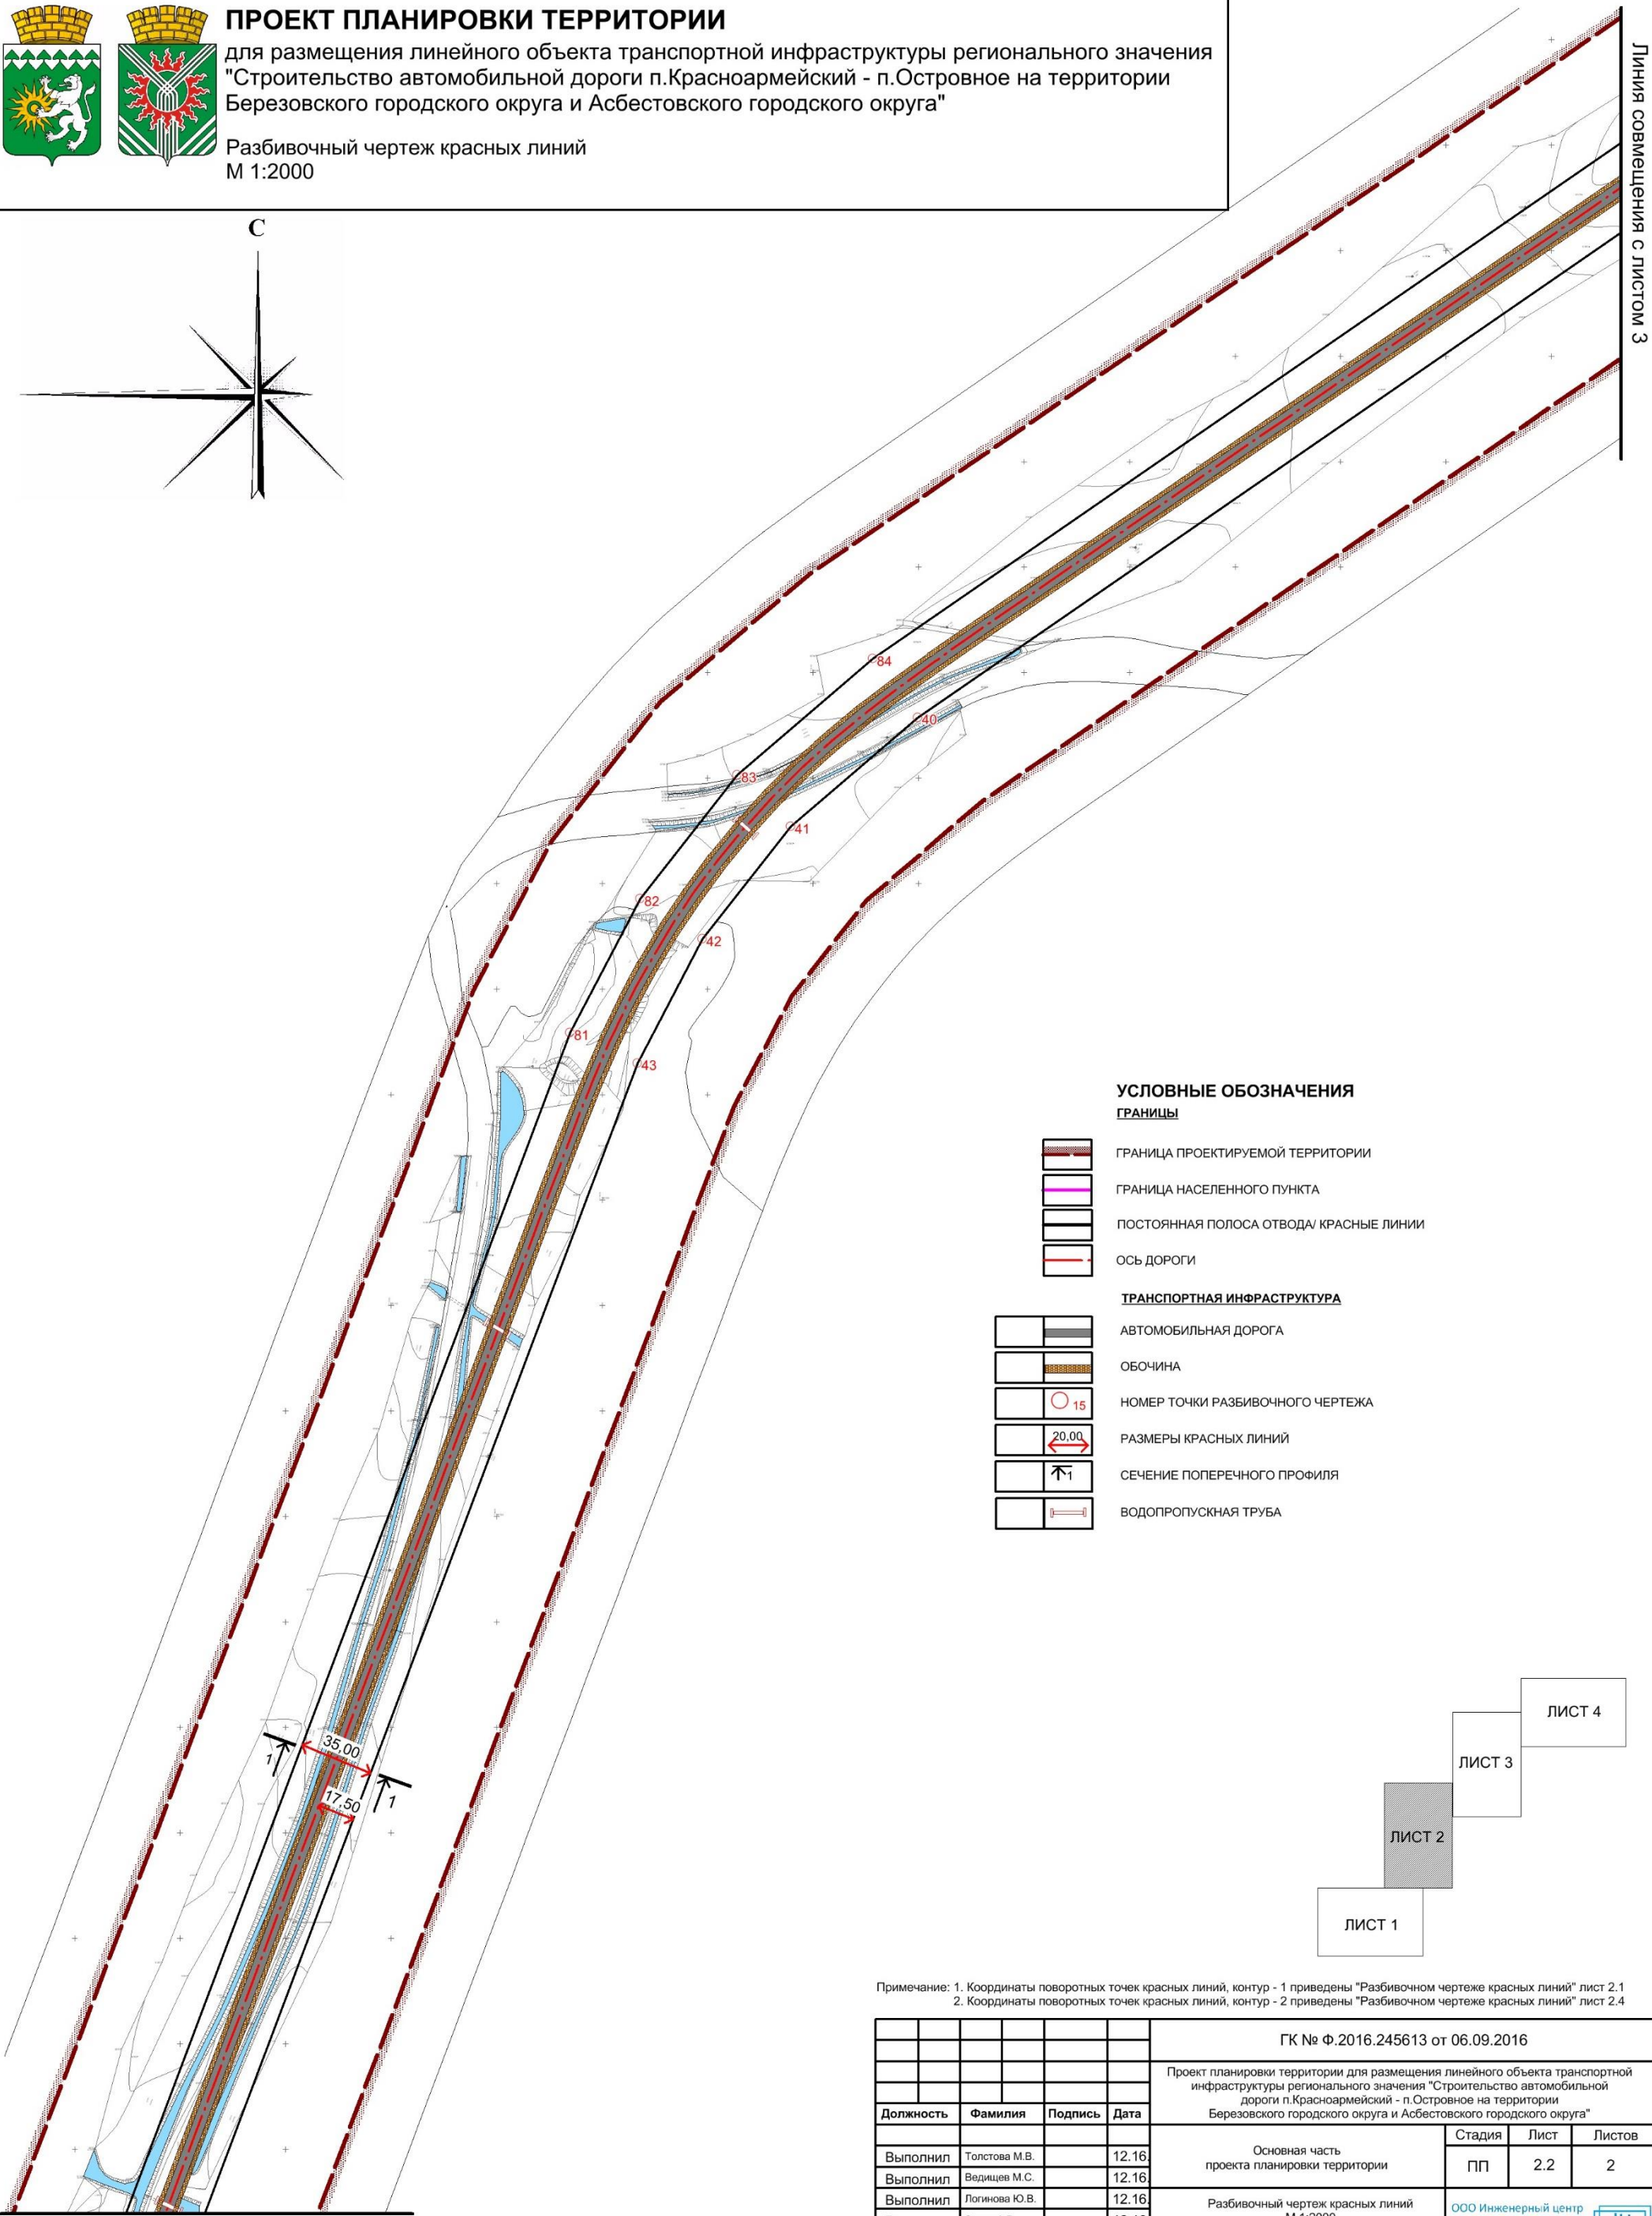 ПРОЕКТ ПЛАНИРОВКИ ТЕРРИТОРИИ
для размещения линейного объекта транспортной инфраструктуры регионального значения
"Строительство автомобильной дороги п.Красноармейский - п.Островное на территории
Березовского городского округа и Асбестовского городского округа"
Разбивочный чертеж красных линий
М 1:2000
Линия совмещения с листом 3
С
84
40
83
41
82
42
81
43
УСЛОВНЫЕ ОБОЗНАЧЕНИЯ
ГРАНИЦЫ
ГРАНИЦА ПРОЕКТИРУЕМОЙ ТЕРРИТОРИИ
ГРАНИЦА НАСЕЛЕННОГО ПУНКТА
ПОСТОЯННАЯ ПОЛОСА ОТВОДА/ КРАСНЫЕ ЛИНИИ
ОСЬ ДОРОГИ
ТРАНСПОРТНАЯ ИНФРАСТРУКТУРА
АВТОМОБИЛЬНАЯ ДОРОГА
ОБОЧИНА
15 НОМЕР ТОЧКИ РАЗБИВОЧНОГО ЧЕРТЕЖА
20,00 РАЗМЕРЫ КРАСНЫХ ЛИНИЙ
1 СЕЧЕНИЕ ПОПЕРЕЧНОГО ПРОФИЛЯ
ВОДОПРОПУСКНАЯ ТРУБА
35,00
1
17,50
1
ЛИСТ 4
ЛИСТ 3
ЛИСТ 2
ЛИСТ 1
Примечание: 1. Координаты поворотных точек красных линий, контур - 1 приведены "Разбивочном чертеже красных линий" лист 2.1
2. Координаты поворотных точек красных линий, контур - 2 приведены "Разбивочном чертеже красных линий" лист 2.4
ГК № Ф.2016.245613 от 06.09.2016
Проект планировки территории для размещения линейного объекта транспортной
инфраструктуры регионального значения "Строительство автомобильной
дороги п.Красноармейский - п.Островное на территории
Березовского городского округа и Асбестовского городского округа"
Должность Фамилия Подпись Дата
Стадия Лист Листов
Выполнил Толстова М.В. 12.16
Выполнил Ведищев М.С. 12.16
Выполнил Логинова Ю.В. 12.16
Основная часть
проекта планировки территории
ПП 2.2 2
Разбивочный чертеж красных линий
М 1:2000
ООО Инженерный центр